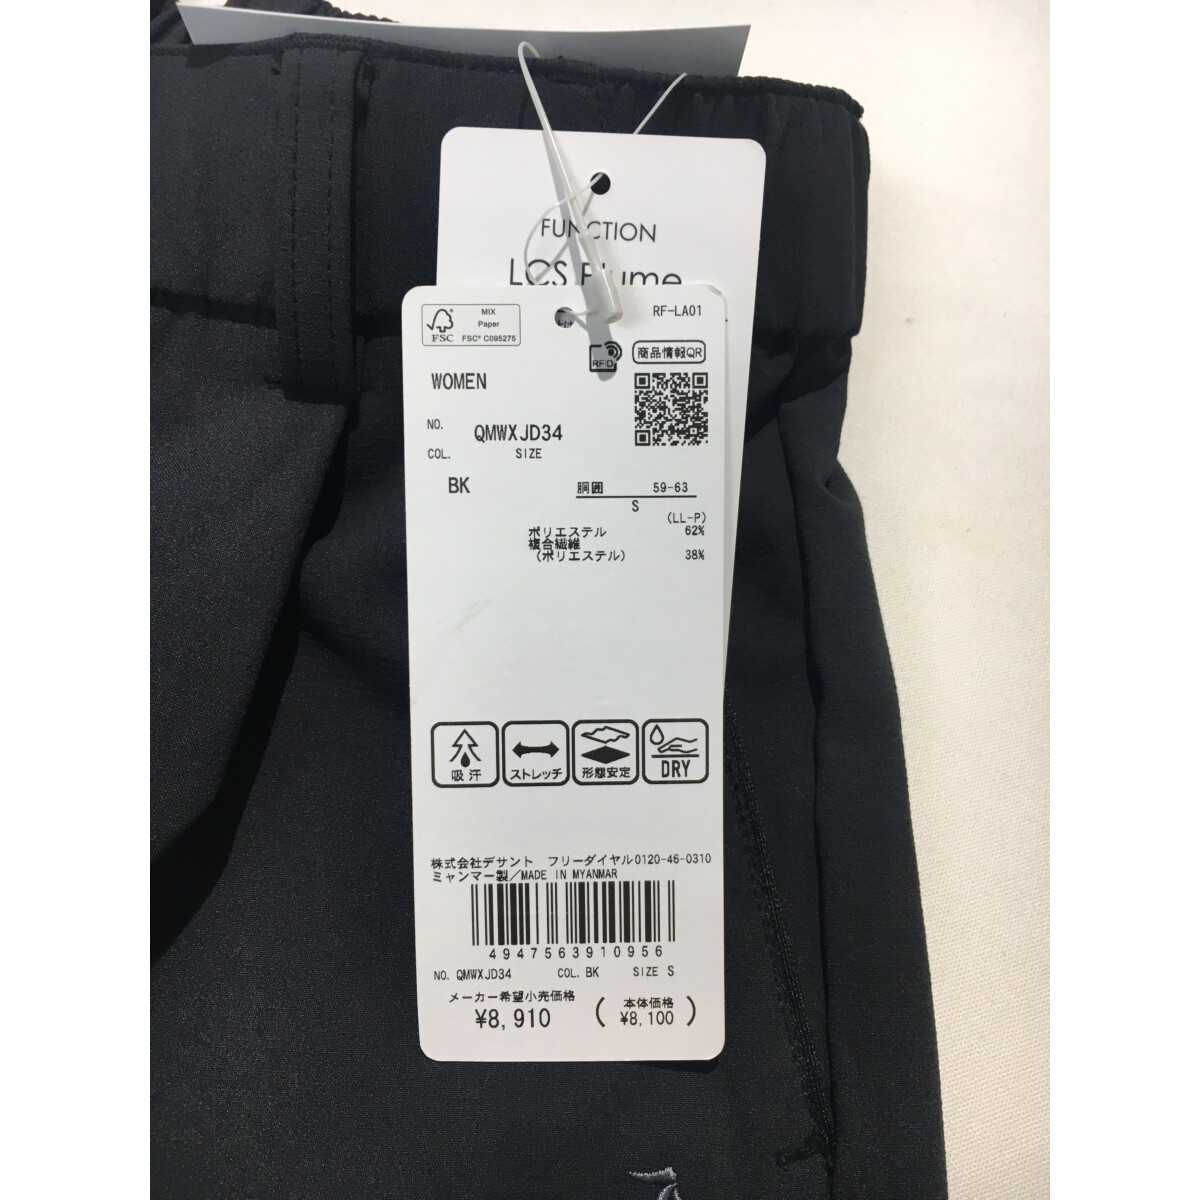 FUNCTION
LCS Plume
MIX
Paper
FSC
FSC® C095275
RF-LA01
RFID
商品情報QR
WOMEN
NO. QMWXJD34
COL. SIZE
BK 胴囲 59-63
S
(LL-P)
ポリエステル 62%
複合繊維
(ポリエステル) 38%
吸汗
ストレッチ
形態安定
DRY
株式会社デサント フリーダイヤル0120-46-0310
ミャンマー製/MADE IN MYANMAR
4947563910956
NO. QMWXJD34 COL. BK SIZE S
メーカー希望小売価格
¥8,910
(本体価格
¥8,100)